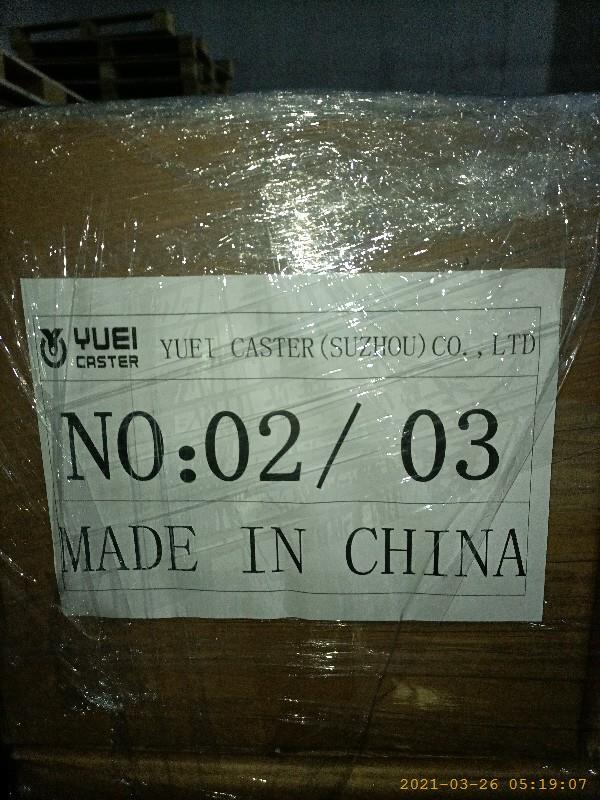 YUEI
CASTER
YUEI CASTER(SUZHOU)CO.,LTD
NO:02/ 03
MADE IN CHINA
2021-03-26 05:19:07